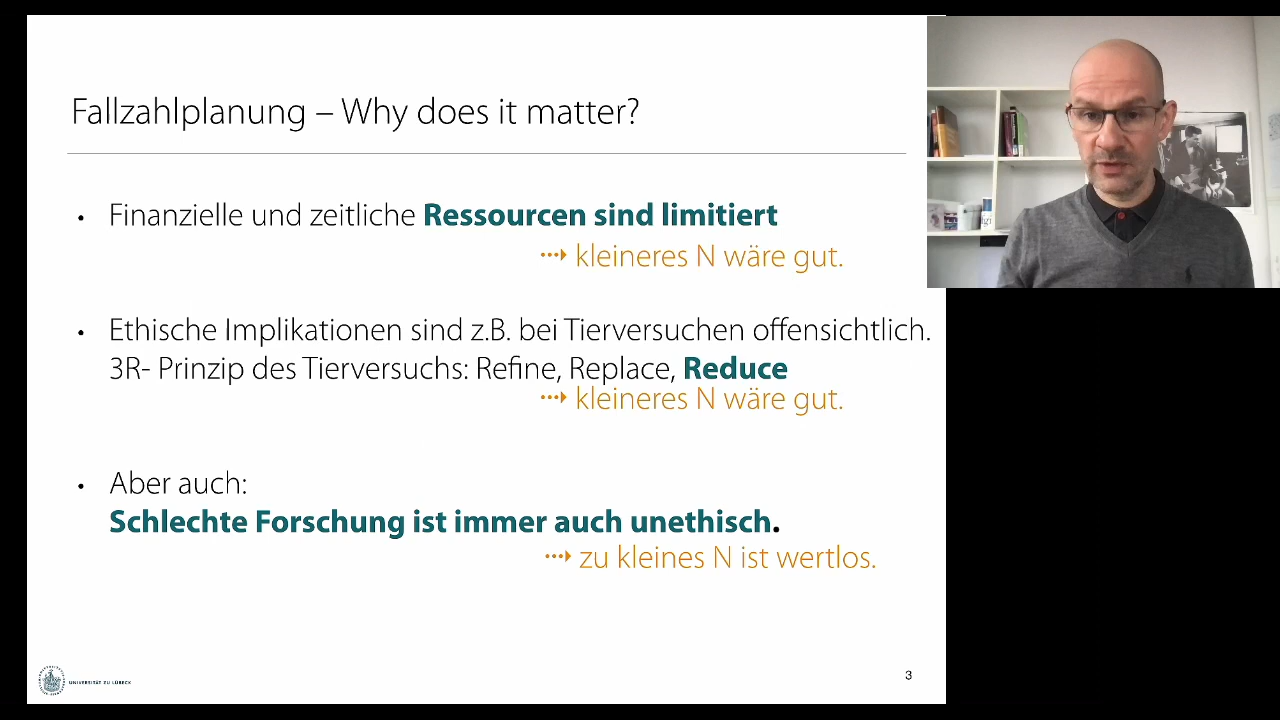 Fallzahlplanung – Why does it matter?
• Finanzielle und zeitliche Ressourcen sind limitiert
⤑ kleineres N wäre gut.
• Ethische Implikationen sind z.B. bei Tierversuchen offensichtlich.
3R- Prinzip des Tierversuchs: Refine, Replace, Reduce
⤑ kleineres N wäre gut.
• Aber auch:
Schlechte Forschung ist immer auch unethisch.
⤑ zu kleines N ist wertlos.
UNIVERSITÄT ZU LÜBECK
3